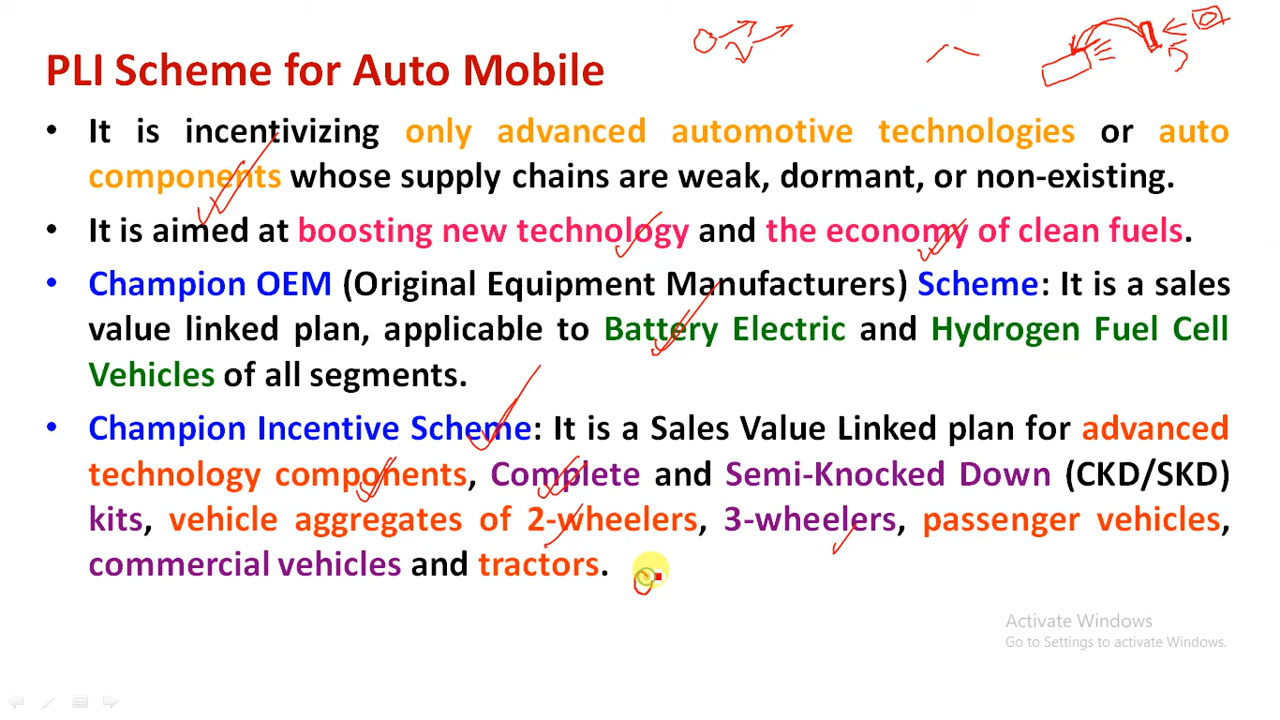 PLI Scheme for Auto Mobile
• It is incentivizing only advanced automotive technologies or auto
components whose supply chains are weak, dormant, or non-existing.
• It is aimed at boosting new technology and the economy of clean fuels.
• Champion OEM (Original Equipment Manufacturers) Scheme: It is a sales
value linked plan, applicable to Battery Electric and Hydrogen Fuel Cell
Vehicles of all segments.
• Champion Incentive Scheme: It is a Sales Value Linked plan for advanced
technology components, Complete and Semi-Knocked Down (CKD/SKD)
kits, vehicle aggregates of 2-wheelers, 3-wheelers, passenger vehicles,
commercial vehicles and tractors.
Activate Windows
Go to Settings to activate Windows.